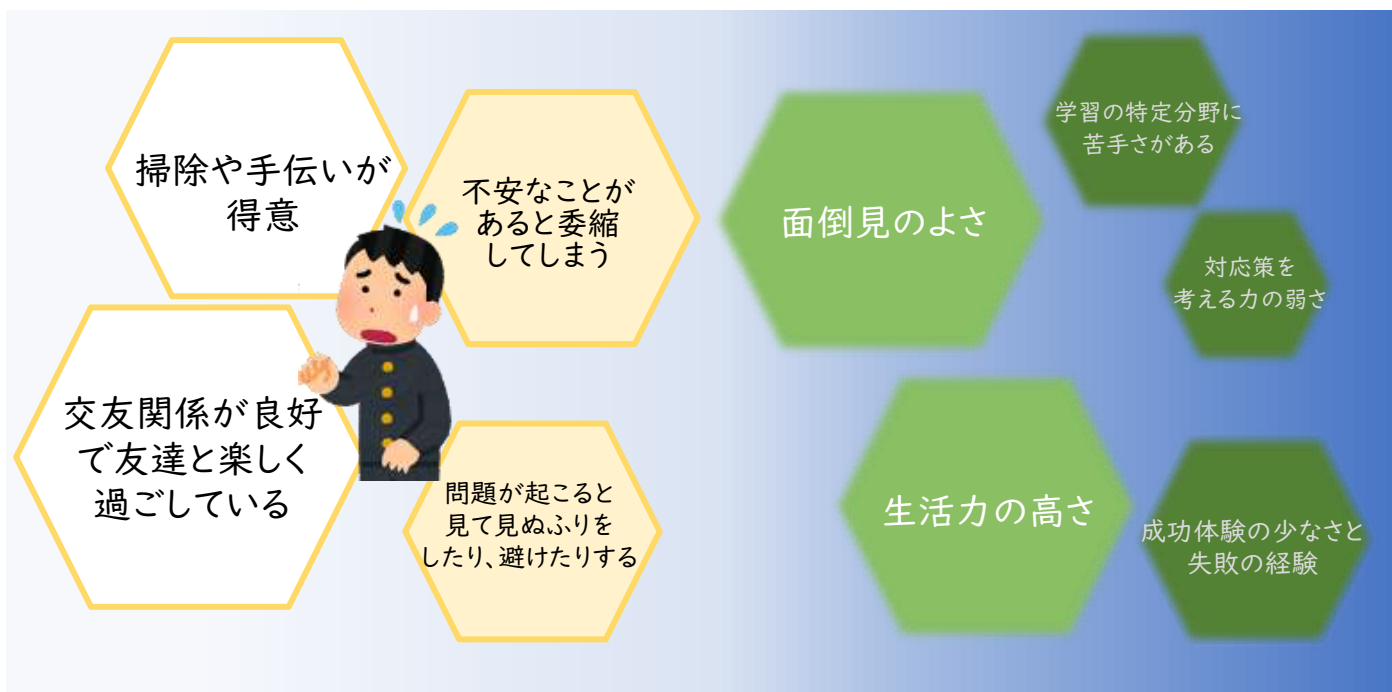 掃除や手伝いが
得意
不安なことが
あると委縮
してしまう
交友関係が良好
で友達と楽しく
過ごしている
問題が起こると
見て見ぬふりを
したり、避けたりする
面倒見のよさ
学習の特定分野に
苦手さがある
対応策を
考える力の弱さ
生活力の高さ
成功体験の少なさと
失敗の経験